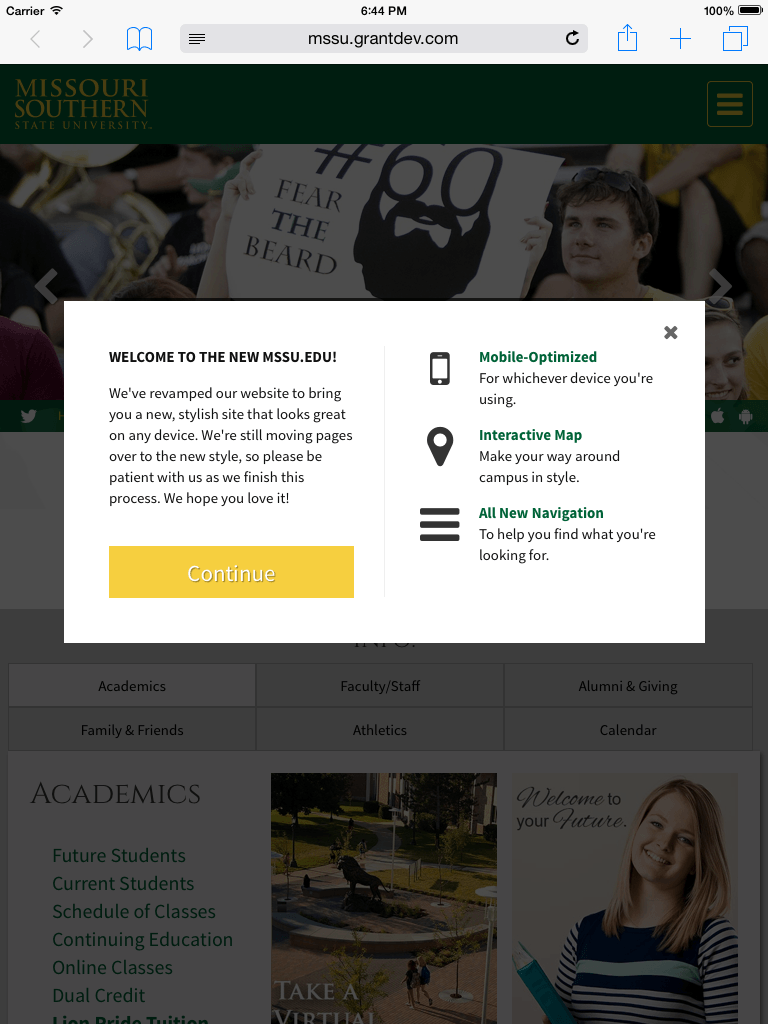 Carrier 6:44 PM 100%
mssu.grantdev.com
MISSOURI
SOUTHERN
STATE UNIVERSITY.
#60
FEAR
THE
BEARD
WELCOME TO THE NEW MSSU.EDU!
We've revamped our website to bring
you a new, stylish site that looks great
on any device. We're still moving pages
over to the new style, so please be
patient with us as we finish this
process. We hope you love it!
Continue
Mobile-Optimized
For whichever device you're
using.
Interactive Map
Make your way around
campus in style.
All New Navigation
To help you find what you're
looking for.
INFO.
Academics Faculty/Staff Alumni & Giving
Family & Friends Athletics Calendar
ACADEMICS
Future Students
Current Students
Schedule of Classes
Continuing Education
Online Classes
Dual Credit
Lion Pride Tuition
TAKE A
VIRTUAL
Welcome to
your Future.